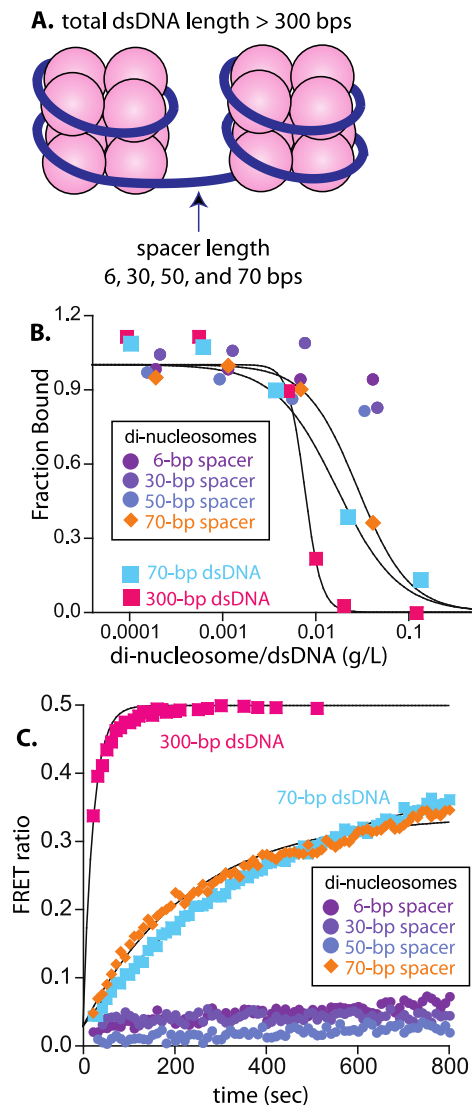 A. total dsDNA length > 300 bps
spacer length
6, 30, 50, and 70 bps
B.
1.2
0.9
0.6
0.3
0.0
Fraction Bound
di-nucleosomes
6-bp spacer
30-bp spacer
50-bp spacer
70-bp spacer
70-bp dsDNA
300-bp dsDNA
0.0001
0.001
0.01
0.1
di-nucleosome/dsDNA (g/L)
C.
0.5
0.4
0.3
0.2
0.1
0.0
FRET ratio
300-bp dsDNA
70-bp dsDNA
di-nucleosomes
6-bp spacer
30-bp spacer
50-bp spacer
70-bp spacer
0
200
400
600
800
time (sec)